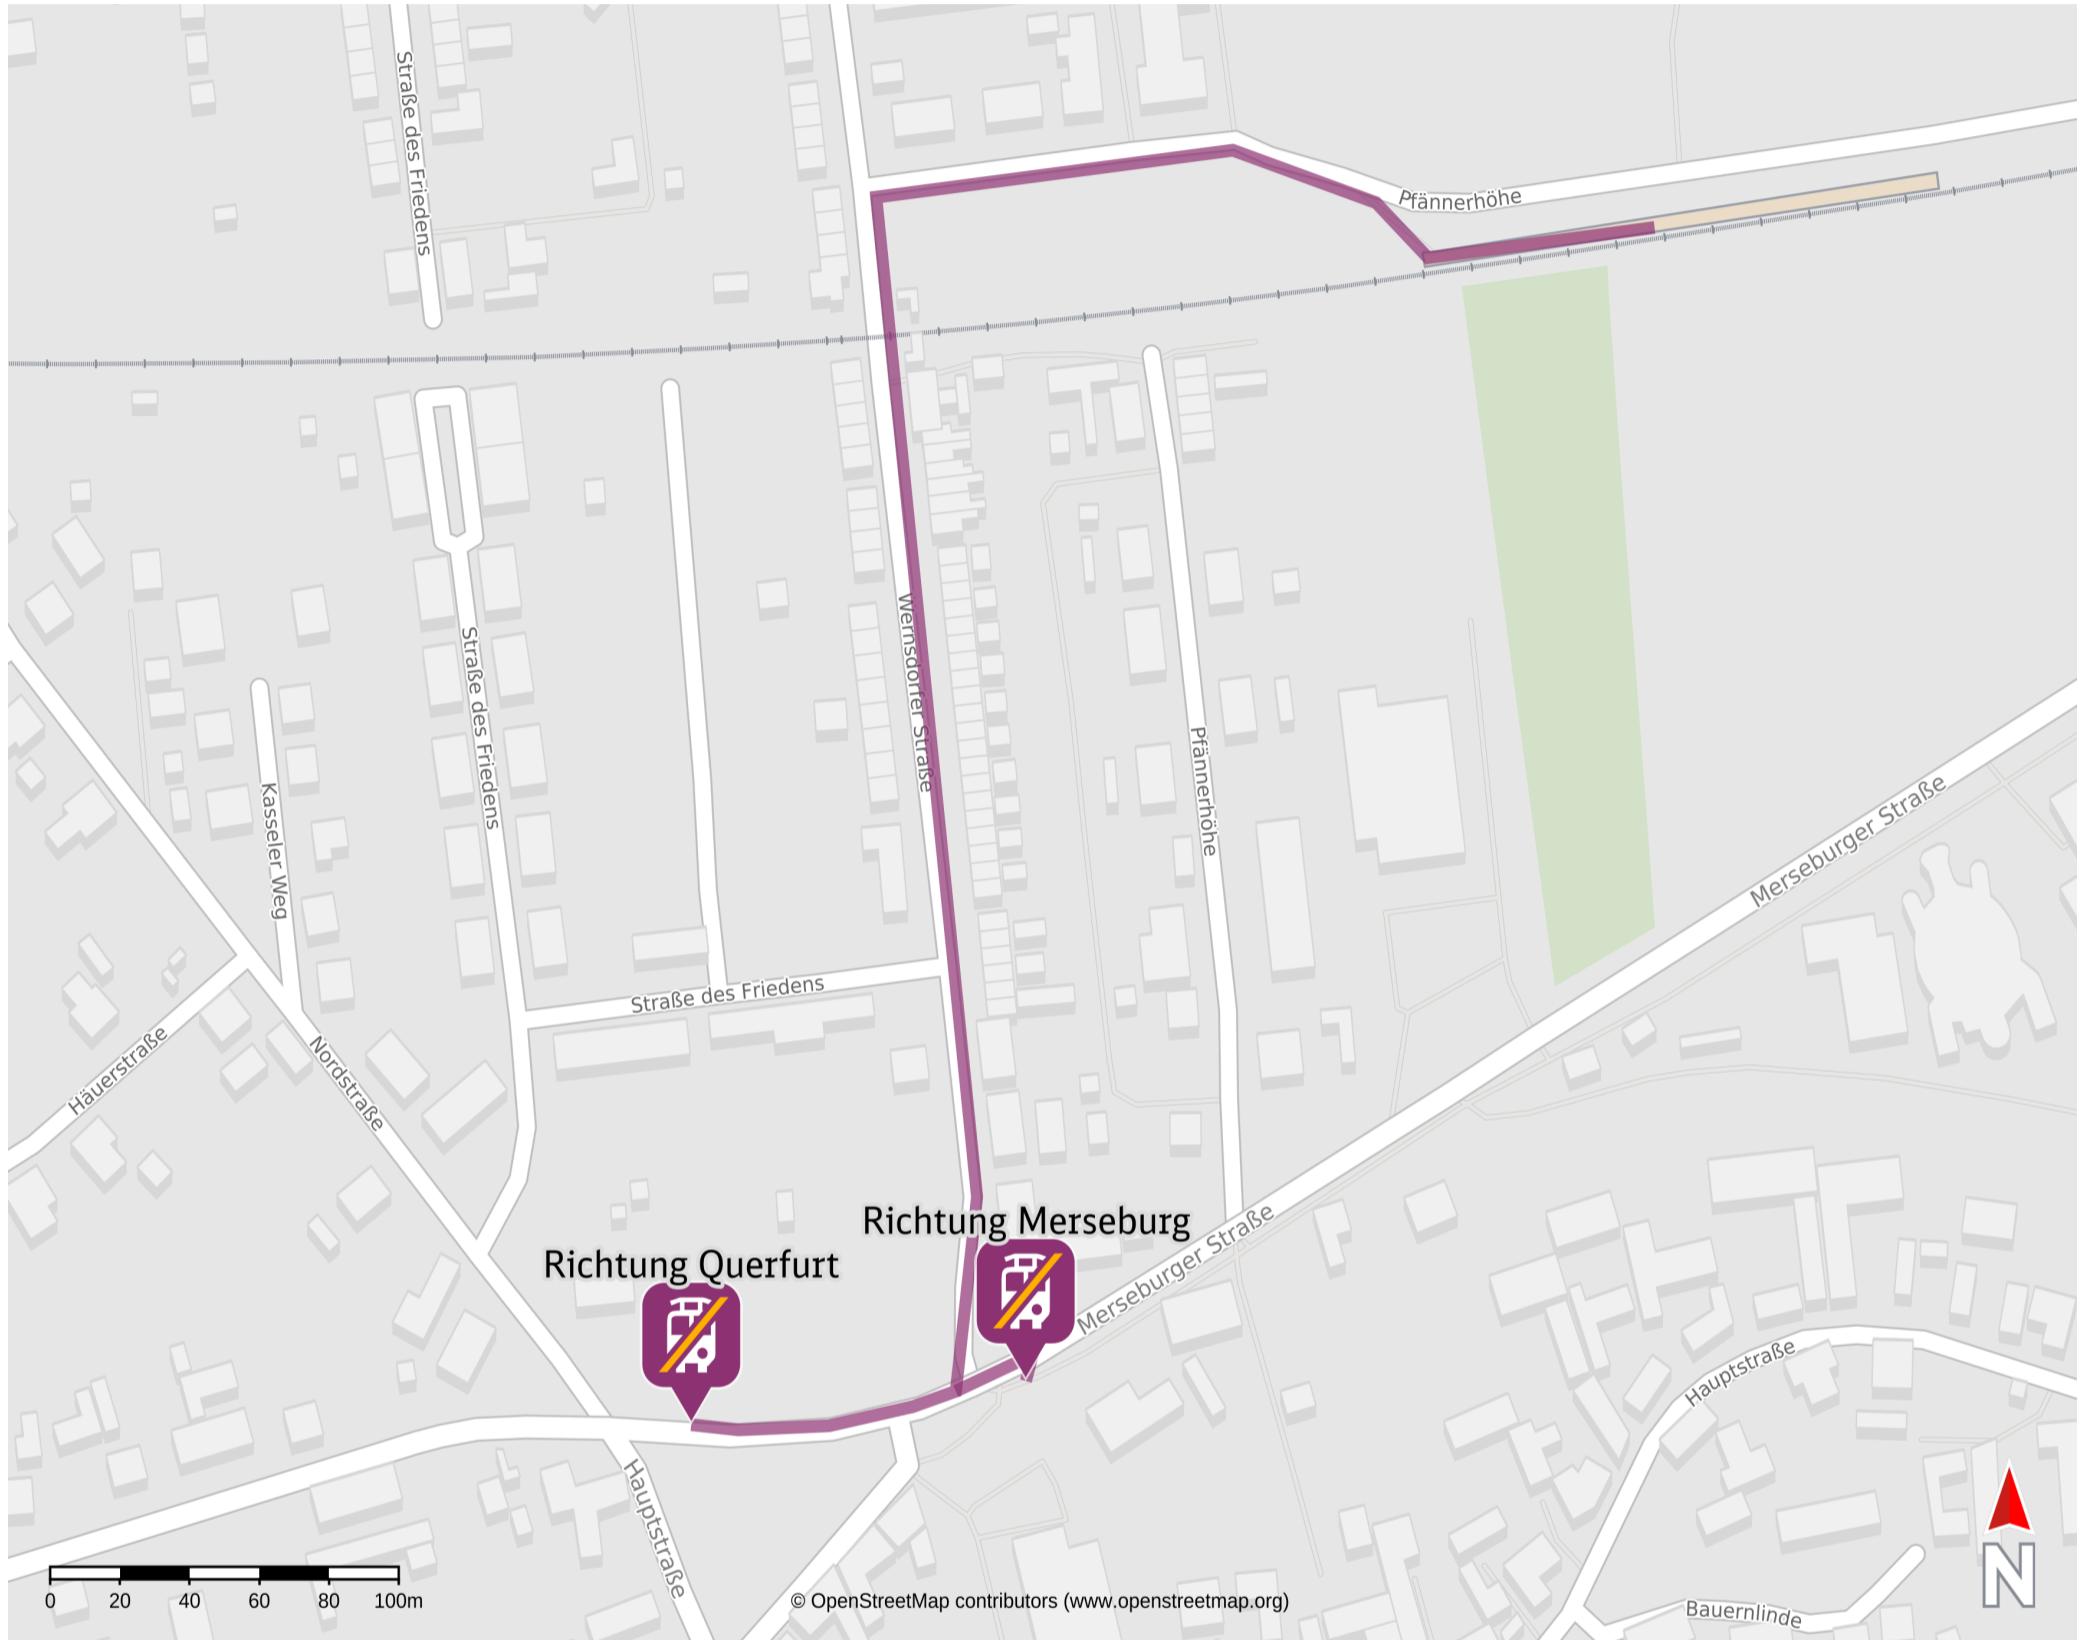 Straße des Friedens
Pfännerhöhe
Wernsdorfer Straße
Straße des Friedens
Pfännerhöhe
Kasseler Weg
Merseburger Straße
Straße des Friedens
Häuerstraße
Nordstraße
Richtung Merseburg
Richtung Querfurt
Merseburger Straße
Hauptstraße
Hauptstraße
N
0 20 40 60 80 100m
© OpenStreetMap contributors (www.openstreetmap.org)
Bauernlinde